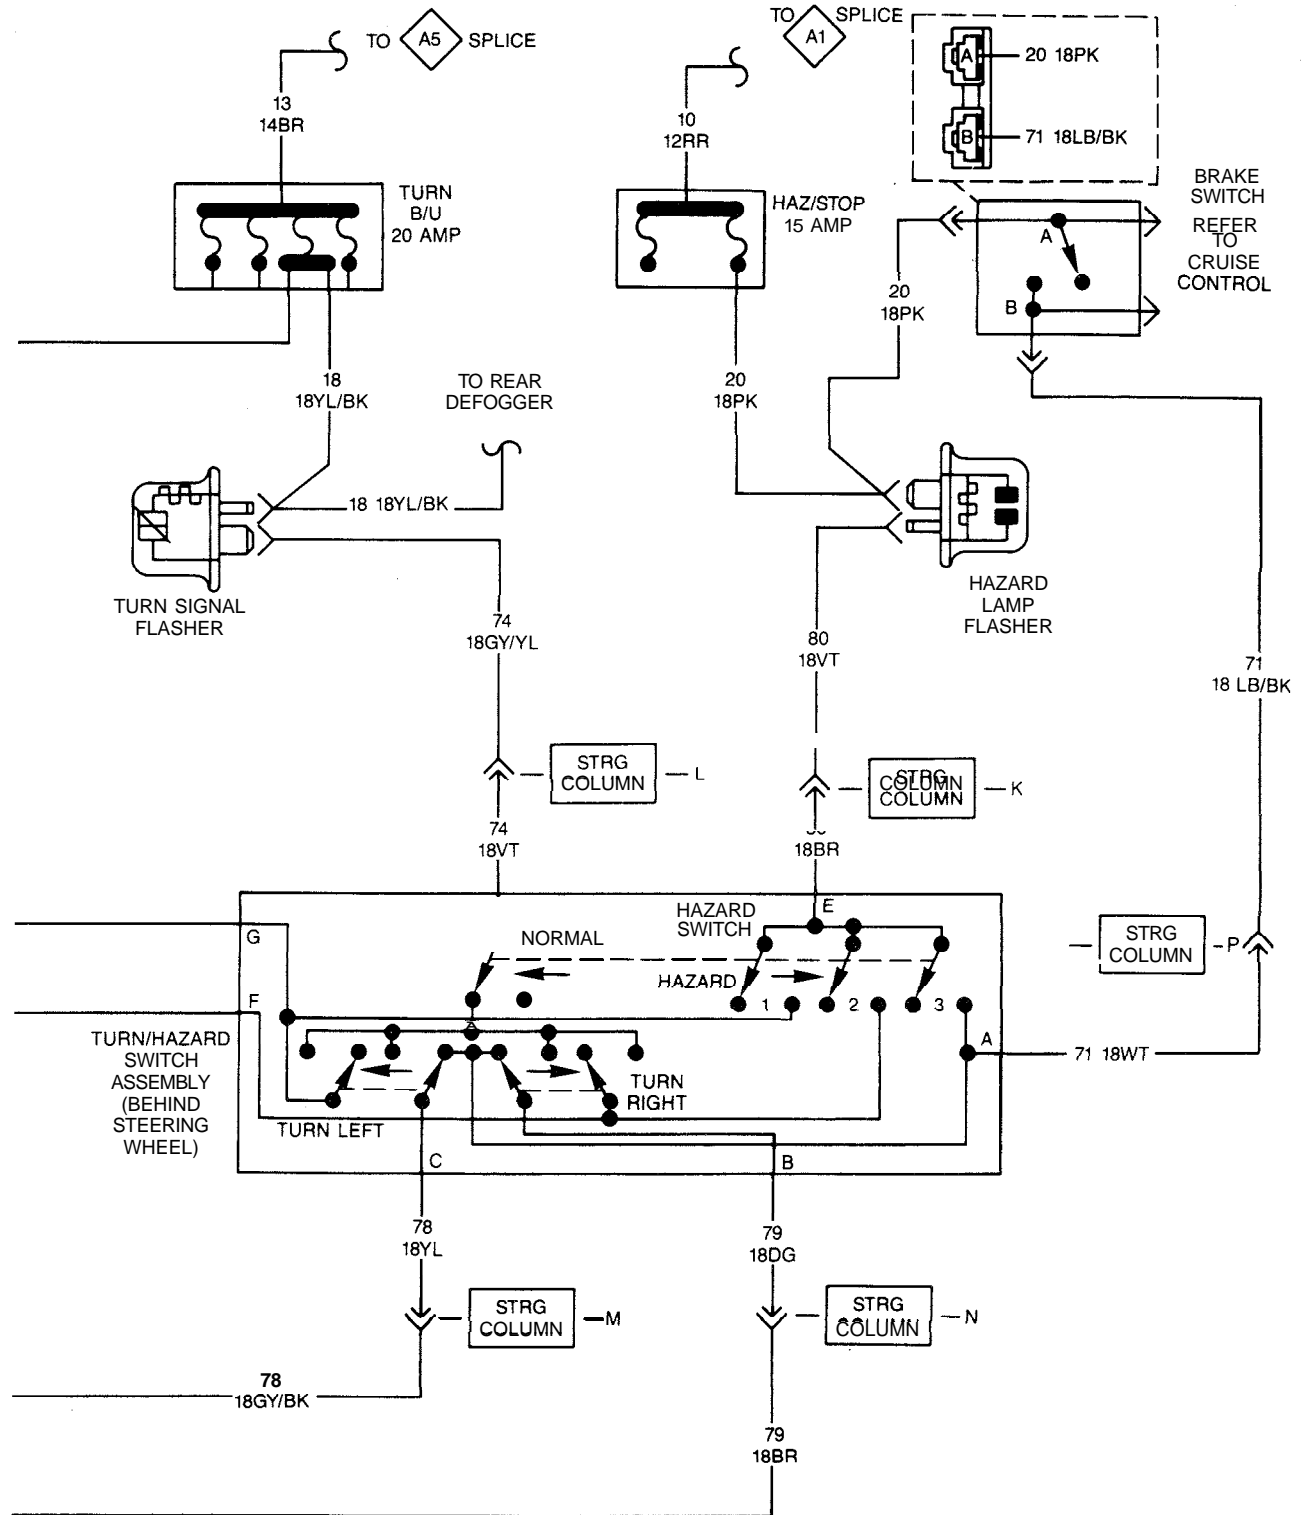 TO A5 SPLICE
TO A1 SPLICE
A 20 18PK
B 71 18LB/BK
13
14BR
10
12RR
TURN
B/U
20 AMP
HAZ/STOP
15 AMP
BRAKE
SWITCH
REFER
TO
CRUISE
CONTROL
A
B
20
18PK
18
18YL/BK
TO REAR
DEFOGGER
20
18PK
18 18YL/BK
TURN SIGNAL
FLASHER
HAZARD
LAMP
FLASHER
74
18GY/YL
80
18VT
71
18 LB/BK
STRG
COLUMN
L
STRG
COLUMN
COLUMN
K
74
18VT
18BR
E
HAZARD
SWITCH
NORMAL
HAZARD
1
2
3
G
F
STRG
COLUMN
P
A
71 18WT
TURN/HAZARD
SWITCH
ASSEMBLY
(BEHIND
STEERING
WHEEL)
TURN LEFT
TURN
RIGHT
C
B
78
18YL
79
18DG
STRG
COLUMN
M
STRG
COLUMN
N
78
18GY/BK
79
18BR